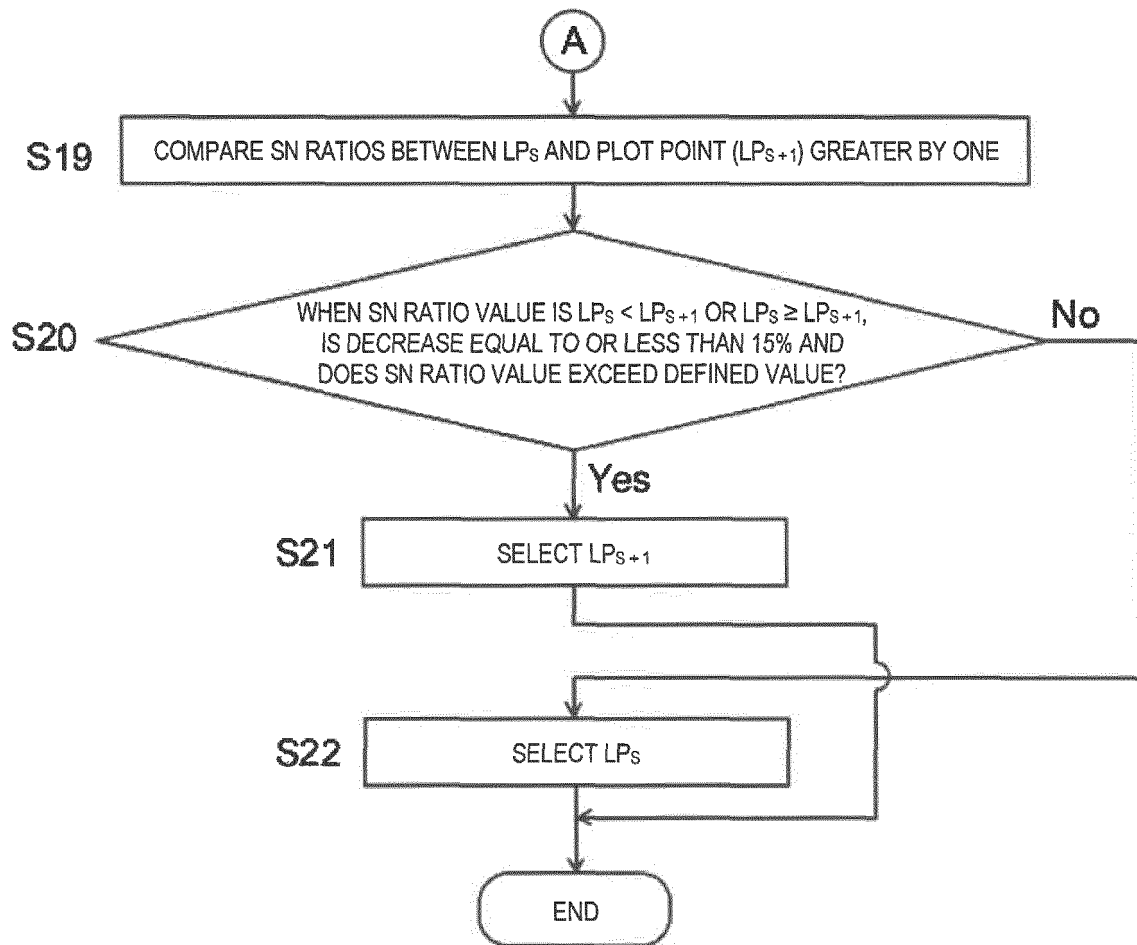 A
S19
COMPARE SN RATIOS BETWEEN LPS AND PLOT POINT (LPS+1) GREATER BY ONE
S20
WHEN SN RATIO VALUE IS LPS < LPS+1 OR LPS ≥ LPS+1,
IS DECREASE EQUAL TO OR LESS THAN 15% AND
DOES SN RATIO VALUE EXCEED DEFINED VALUE?
No
Yes
S21
SELECT LPS+1
S22
SELECT LPS
END